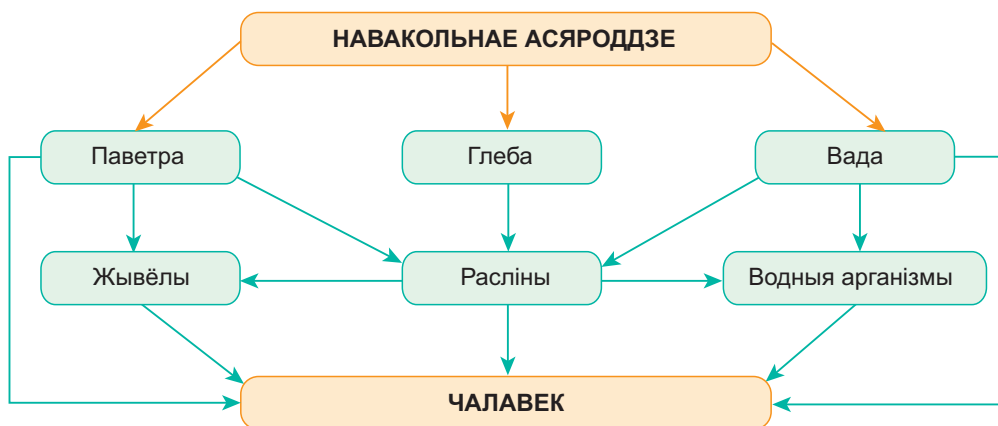 НАВАКОЛЬНАЕ АСЯРОДДЗЕ
Паветра
Глеба
Вада
Жывёлы
Расліны
Водныя арганізмы
ЧАЛАВЕК